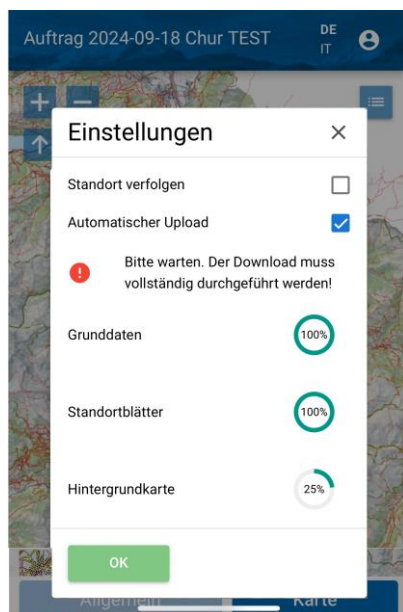 Auftrag 2024-09-18 Chur TEST
DE
IT
Einstellungen
Standort verfolgen
Automatischer Upload
Bitte warten. Der Download muss
vollständig durchgeführt werden!
Grunddaten
100%
Standortblätter
100%
Hintergrundkarte
25%
OK
Allgemein
Karte